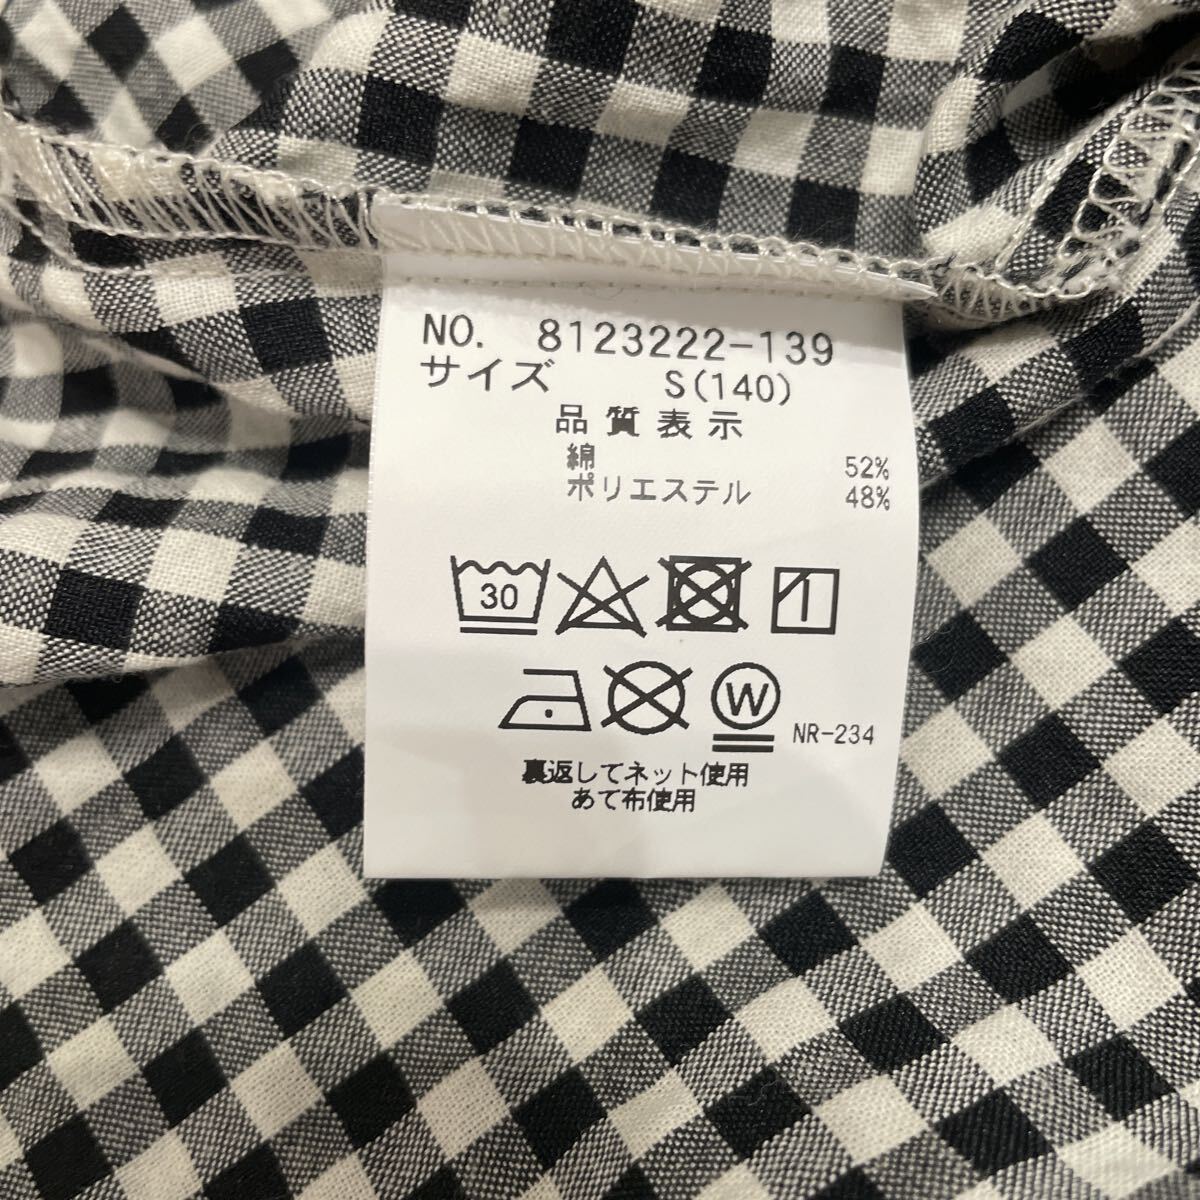 NO. 8123222-139
サイズ S(140)
品質表示
綿 52%
ポリエステル 48%
30
W NR-234
裏返してネット使用
あて布使用